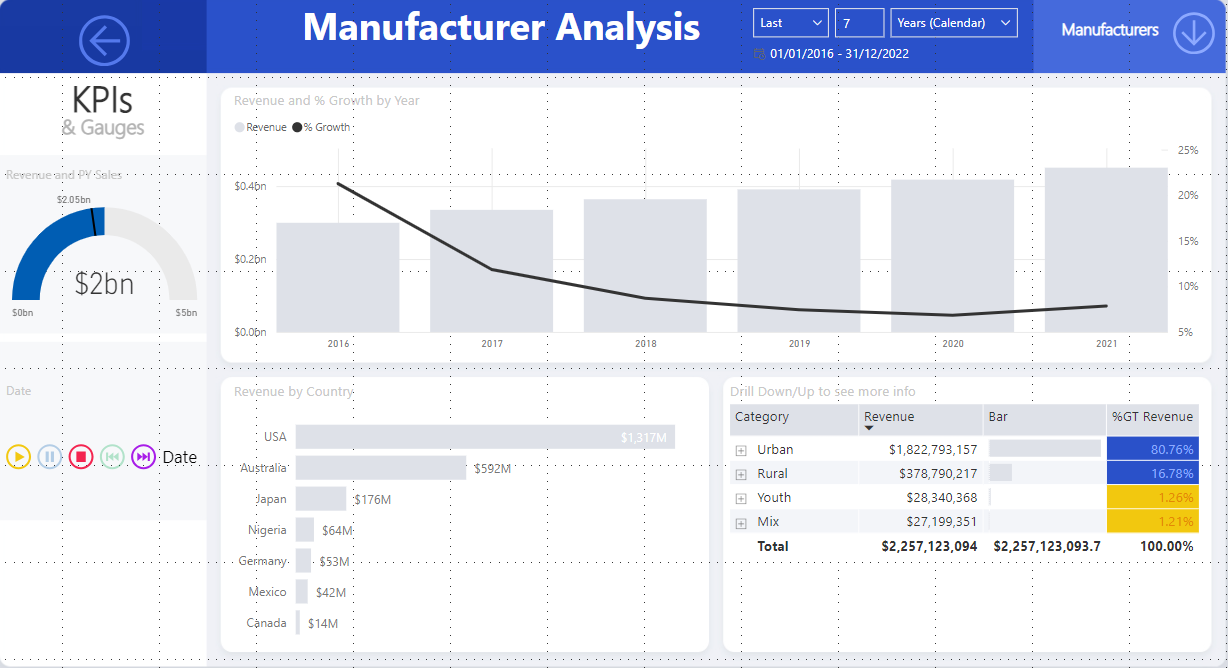 Manufacturer Analysis
Last
7
Years (Calendar)
01/01/2016 - 31/12/2022
Manufacturers
KPIs
& Gauges
Revenue and PY Sales
$2.05bn
$2bn
$0bn
$5bn
Date
Date
Revenue and % Growth by Year
Revenue
% Growth
$0.4bn
$0.2bn
$0.0bn
25%
20%
15%
10%
5%
2016 2017 2018 2019 2020 2021
Revenue by Country
USA $1,317M
Australia $592M
Japan $176M
Nigeria $64M
Germany $53M
Mexico $42M
Canada $14M
Drill Down/Up to see more info
Category Revenue Bar %GT Revenue
Urban $1,822,793,157 80.76%
Rural $378,790,217 16.78%
Youth $28,340,368 1.26%
Mix $27,199,351 1.21%
Total $2,257,123,094 $2,257,123,093.7 100.00%